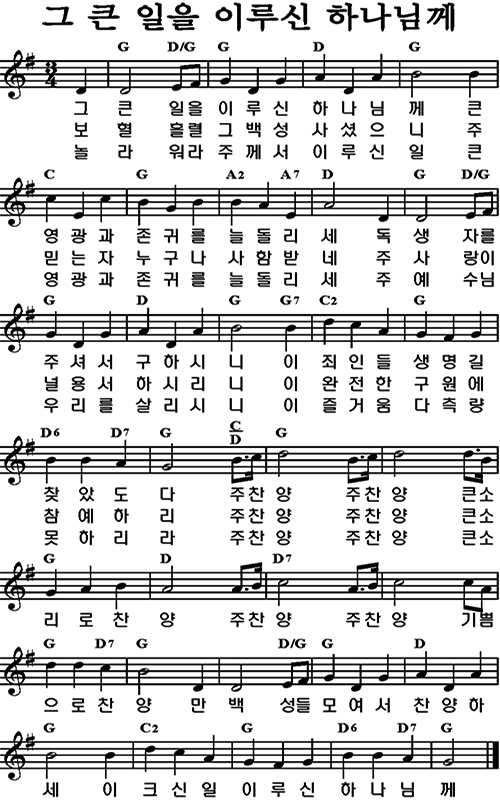 그 큰 일을 이루신 하나님께
G D/G G D G
3
4
그 큰 일을 이 루 신 하 나 님 께 큰
보 혈 흘렬 그 백 성 사 셨 으 니 주
놀 라 워라 주 께 서 이 루 신 일 큰
C G A2 A7 D G D/G
영 광 과 존 귀 를 늘 돌 리 세 독 생 자를
믿 는 자 누 구 나 사 함 받 네 주 사 랑이
영 광 과 존 귀 를 늘 돌 리 세 주 예 수님
G D G G7 C2 G
주 셔 서 구 하 시 니 이 죄 인 들 생 명 길
널 용 서 하 시 리 니 이 완 전 한 구 원 에
우 리 를 살 리 시 니 이 즐 거 움 다 측 량
D6 D7 G C/D G
찾 았 도 다 주찬 양 주찬 양 큰소
참 예 하 리 주찬 양 주찬 양 큰소
못 하 리 라 주찬 양 주찬 양 큰소
G D D7
리 로 찬 양 주찬 양 주찬 양 기쁨
G D7 G D/G G D
으 로 찬 양 만 백 성들 모 여 서 찬 양 하
G C2 G D6 D7 G
세 이 크 신 일 이 루 신 하 나 님 께